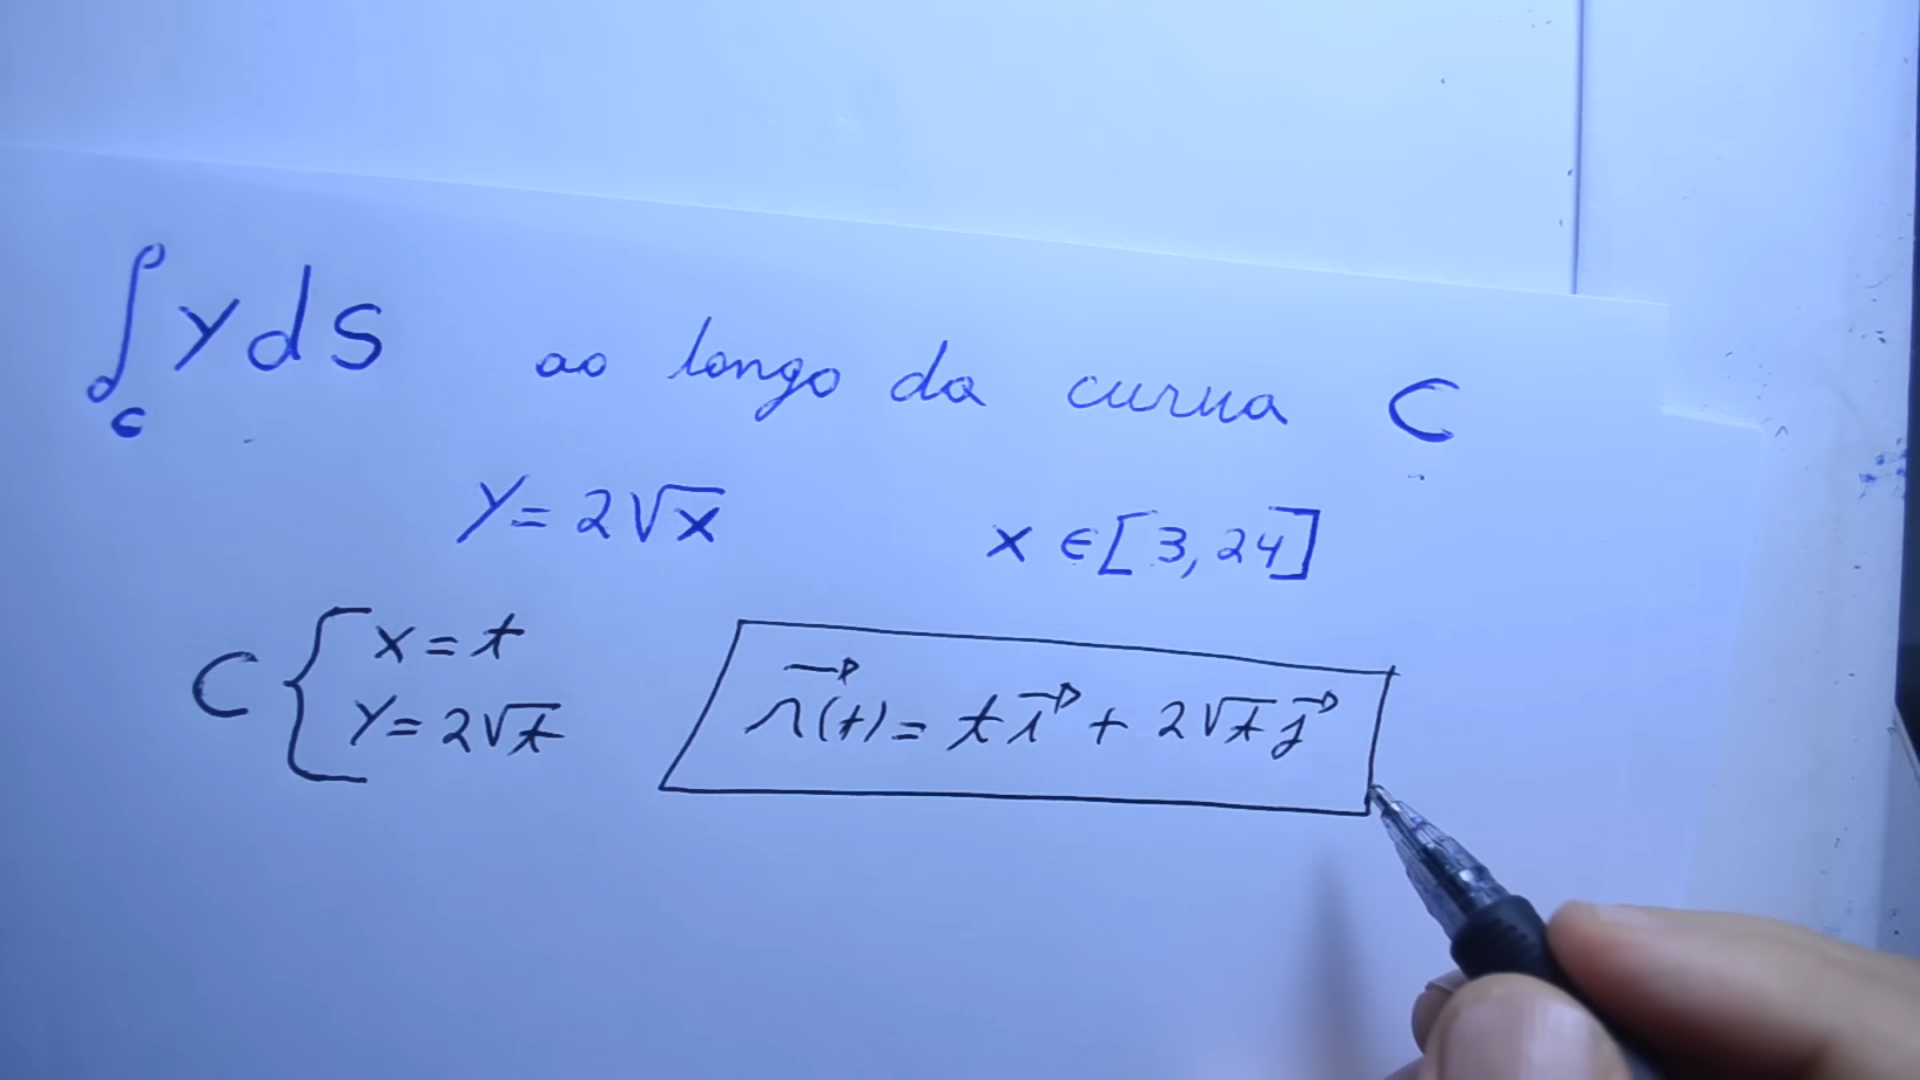 ∫_C y ds ao longo da curva C
y = 2√x x ∈ [3, 24]
C { x = t
y = 2√t
r⃗(t) = t i⃗ + 2√t j⃗